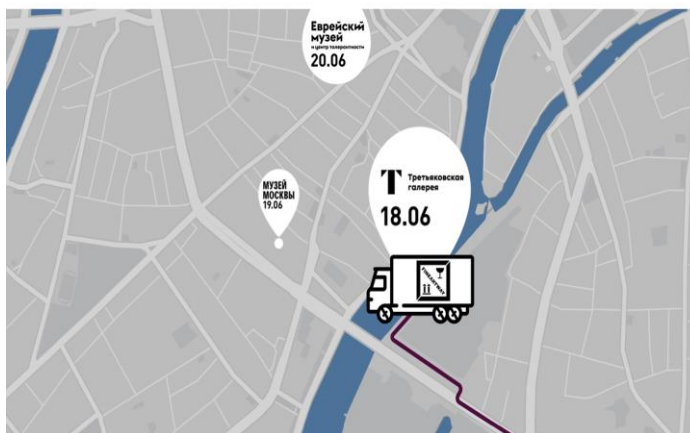 Еврейский
музей
и центр толерантности
20.06
МУЗЕЙ
МОСКВЫ
19.06
Т Третьяковская
галерея
18.06